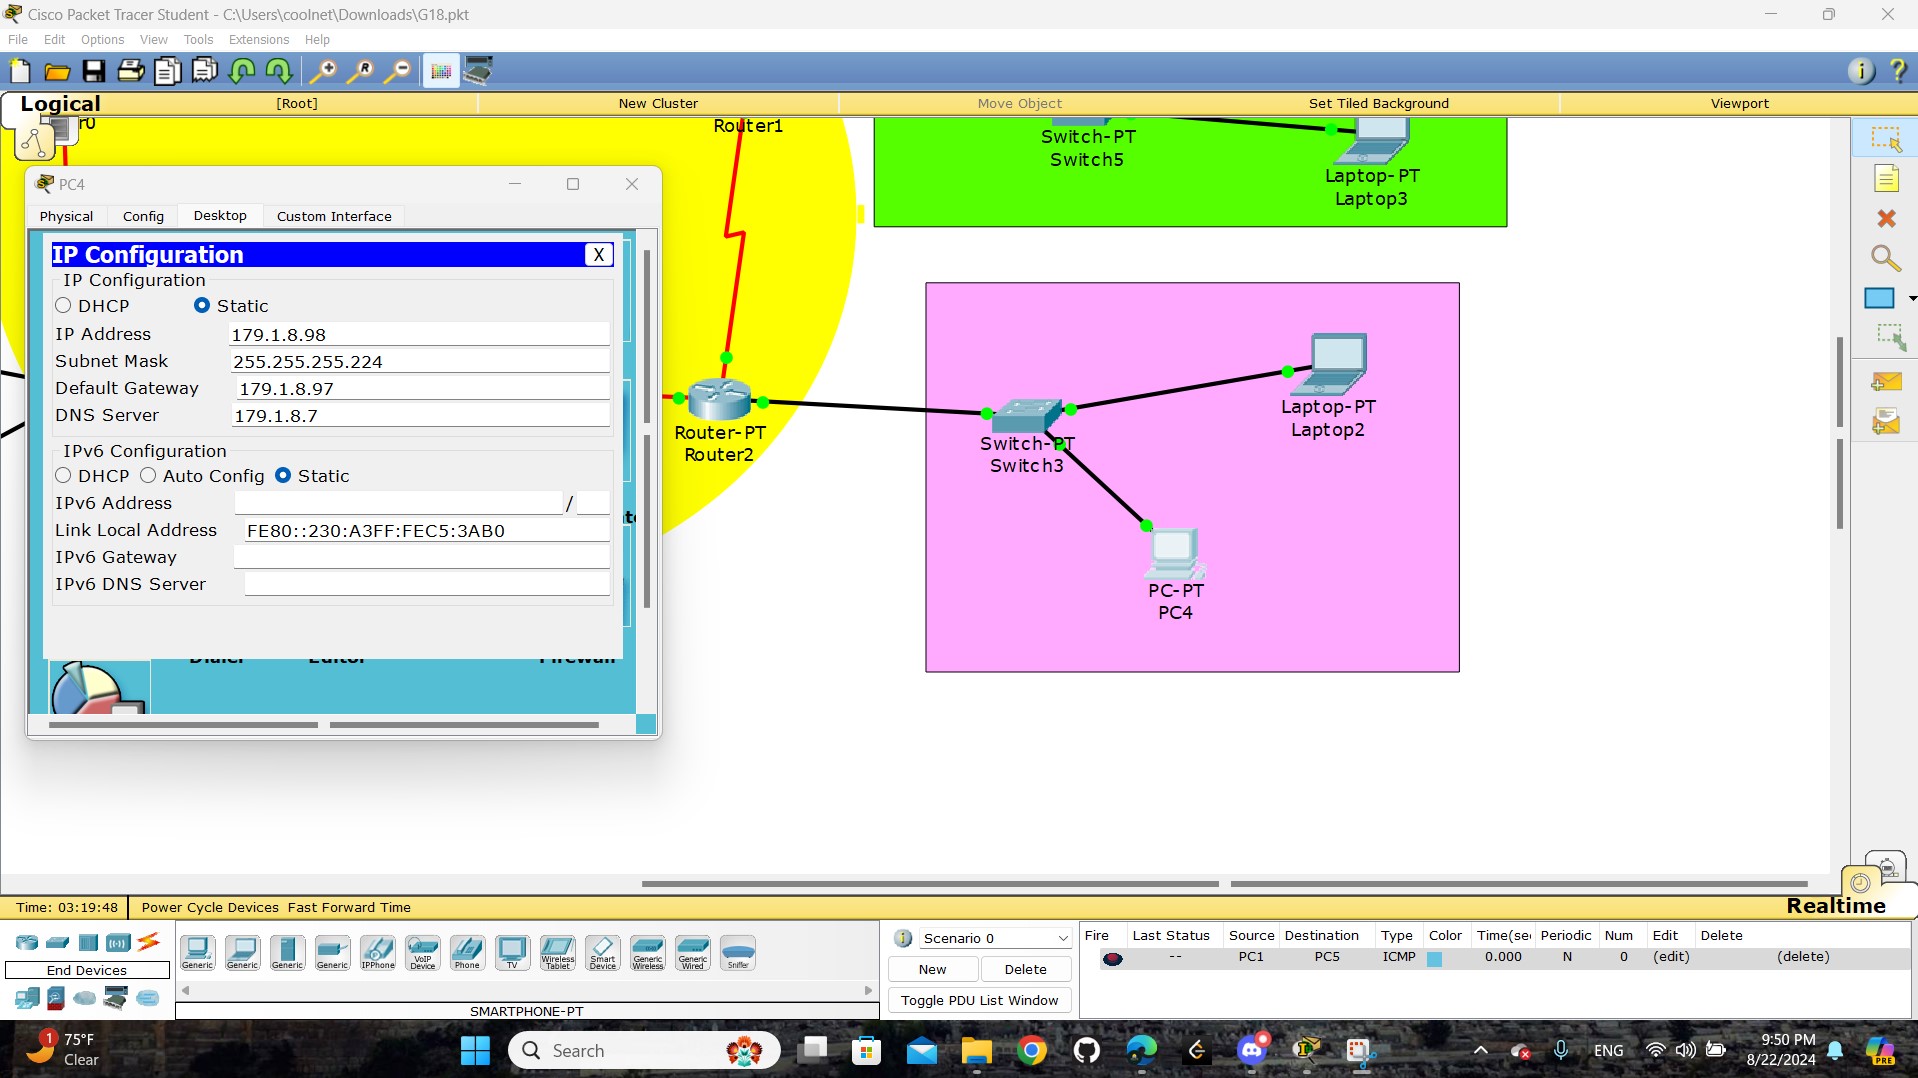 Cisco Packet Tracer Student - C:\Users\coolnet\Downloads\G18.pkt
File Edit Options View Tools Extensions Help
Logical [Root] New Cluster Move Object Set Tiled Background Viewport
r0
Router1
Switch-PT
Switch5
Laptop-PT
Laptop3
PC4
Physical Config Desktop Custom Interface
IP Configuration X
IP Configuration
DHCP Static
IP Address 179.1.8.98
Subnet Mask 255.255.255.224
Default Gateway 179.1.8.97
DNS Server 179.1.8.7
IPv6 Configuration
DHCP Auto Config Static
IPv6 Address /
Link Local Address FE80::230:A3FF:FEC5:3AB0
IPv6 Gateway
IPv6 DNS Server
Dialer Editor Firewall
Router-PT
Router2
Switch-PT
Switch3
Laptop-PT
Laptop2
PC-PT
PC4
Time: 03:19:48 Power Cycle Devices Fast Forward Time Realtime
End Devices
Generic Generic Generic Generic IPPhone VoIP Device Phone TV Wireless Tablet Smart Device Generic Wireless Generic Wired Sniffer
SMARTPHONE-PT
Scenario 0
New Delete
Toggle PDU List Window
Fire Last Status Source Destination Type Color Time(sec Periodic Num Edit Delete
-- PC1 PC5 ICMP 0.000 N 0 (edit) (delete)
1
75°F
Clear
Search
ENG
9:50 PM
8/22/2024
PRE